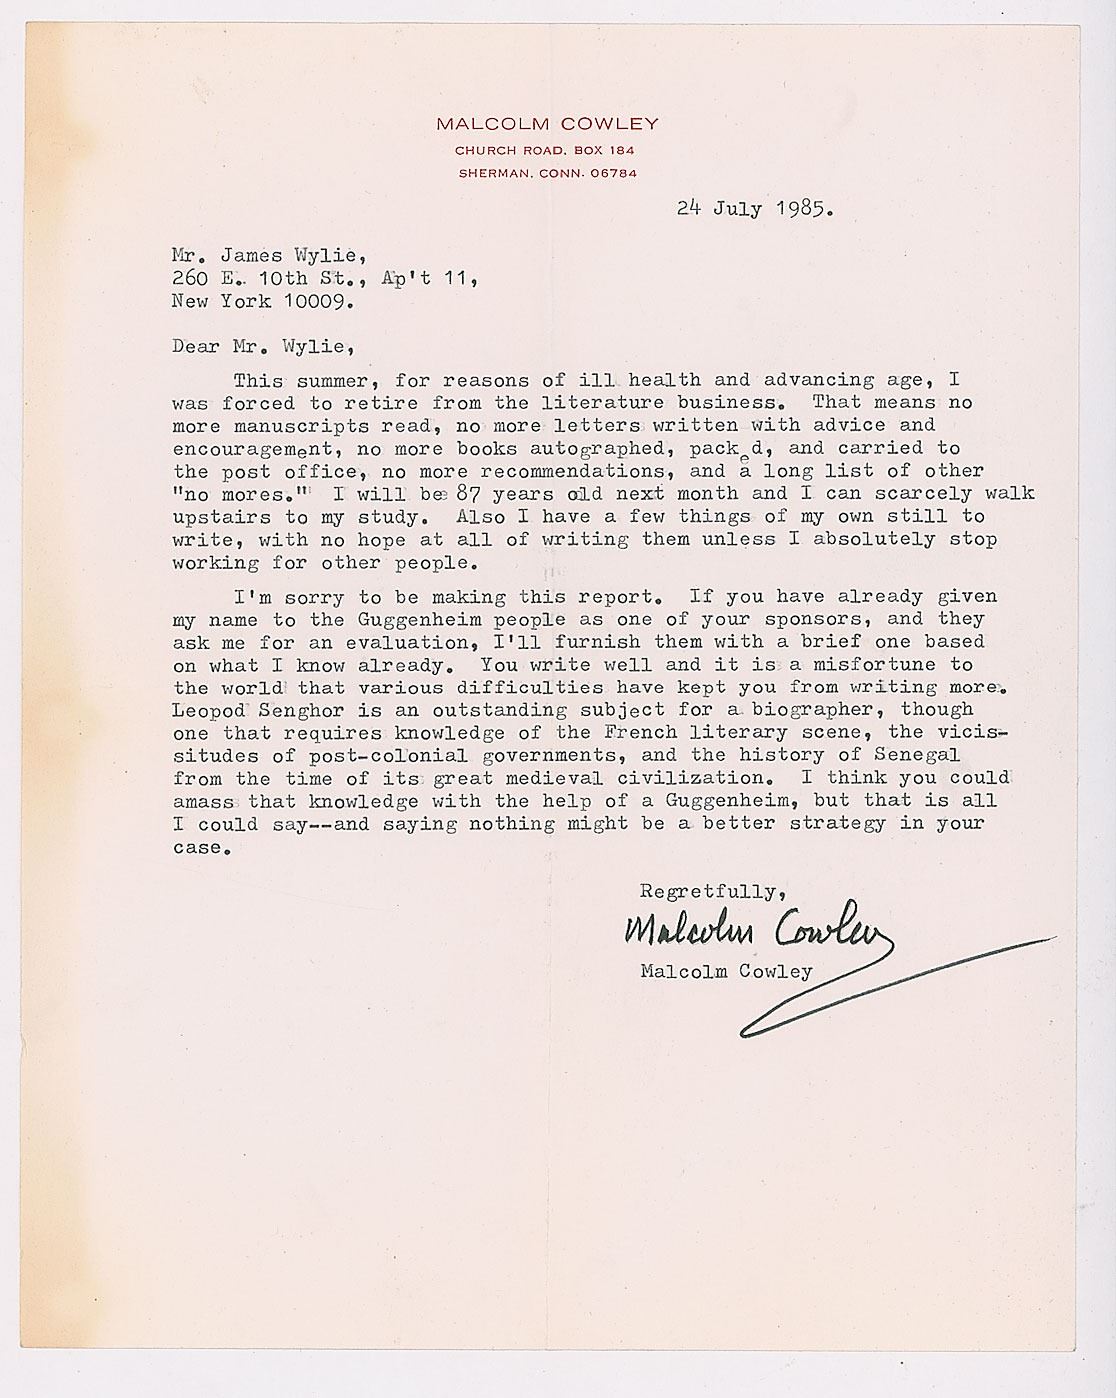 MALCOLM COWLEY
CHURCH ROAD, BOX 184
SHERMAN, CONN. 06784
24 July 1985.
Mr. James Wylie,
260 E. 10th St., Ap't 11,
New York 10009.
Dear Mr. Wylie,
This summer, for reasons of ill health and advancing age, I
was forced to retire from the literature business. That means no
more manuscripts read, no more letters written with advice and
encouragement, no more books autographed, packed, and carried to
the post office, no more recommendations, and a long list of other
"no mores." I will be 87 years old next month and I can scarcely walk
upstairs to my study. Also I have a few things of my own still to
write, with no hope at all of writing them unless I absolutely stop
working for other people.
I'm sorry to be making this report. If you have already given
my name to the Guggenheim people as one of your sponsors, and they
ask me for an evaluation, I'll furnish them with a brief one based
on what I know already. You write well and it is a misfortune to
the world that various difficulties have kept you from writing more.
Leopod Senghor is an outstanding subject for a biographer, though
one that requires knowledge of the French literary scene, the vicis-
situdes of post-colonial governments, and the history of Senegal
from the time of its great medieval civilization. I think you could
amass that knowledge with the help of a Guggenheim, but that is all
I could say--and saying nothing might be a better strategy in your
case.
Regretfully,
Malcolm Cowley
Malcolm Cowley